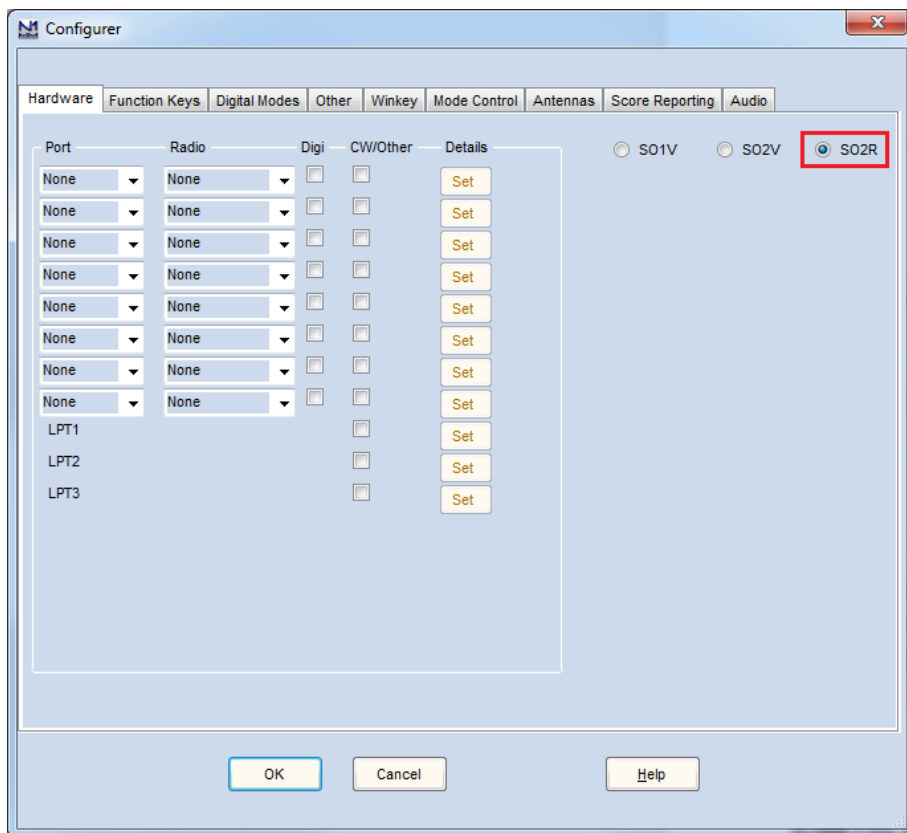 N1 Configurer X
Hardware Function Keys Digital Modes Other Winkey Mode Control Antennas Score Reporting Audio
Port Radio Digi CW/Other Details SO1V SO2V SO2R
None None Set
None None Set
None None Set
None None Set
None None Set
None None Set
None None Set
None None Set
LPT1 Set
LPT2 Set
LPT3 Set
OK Cancel Help